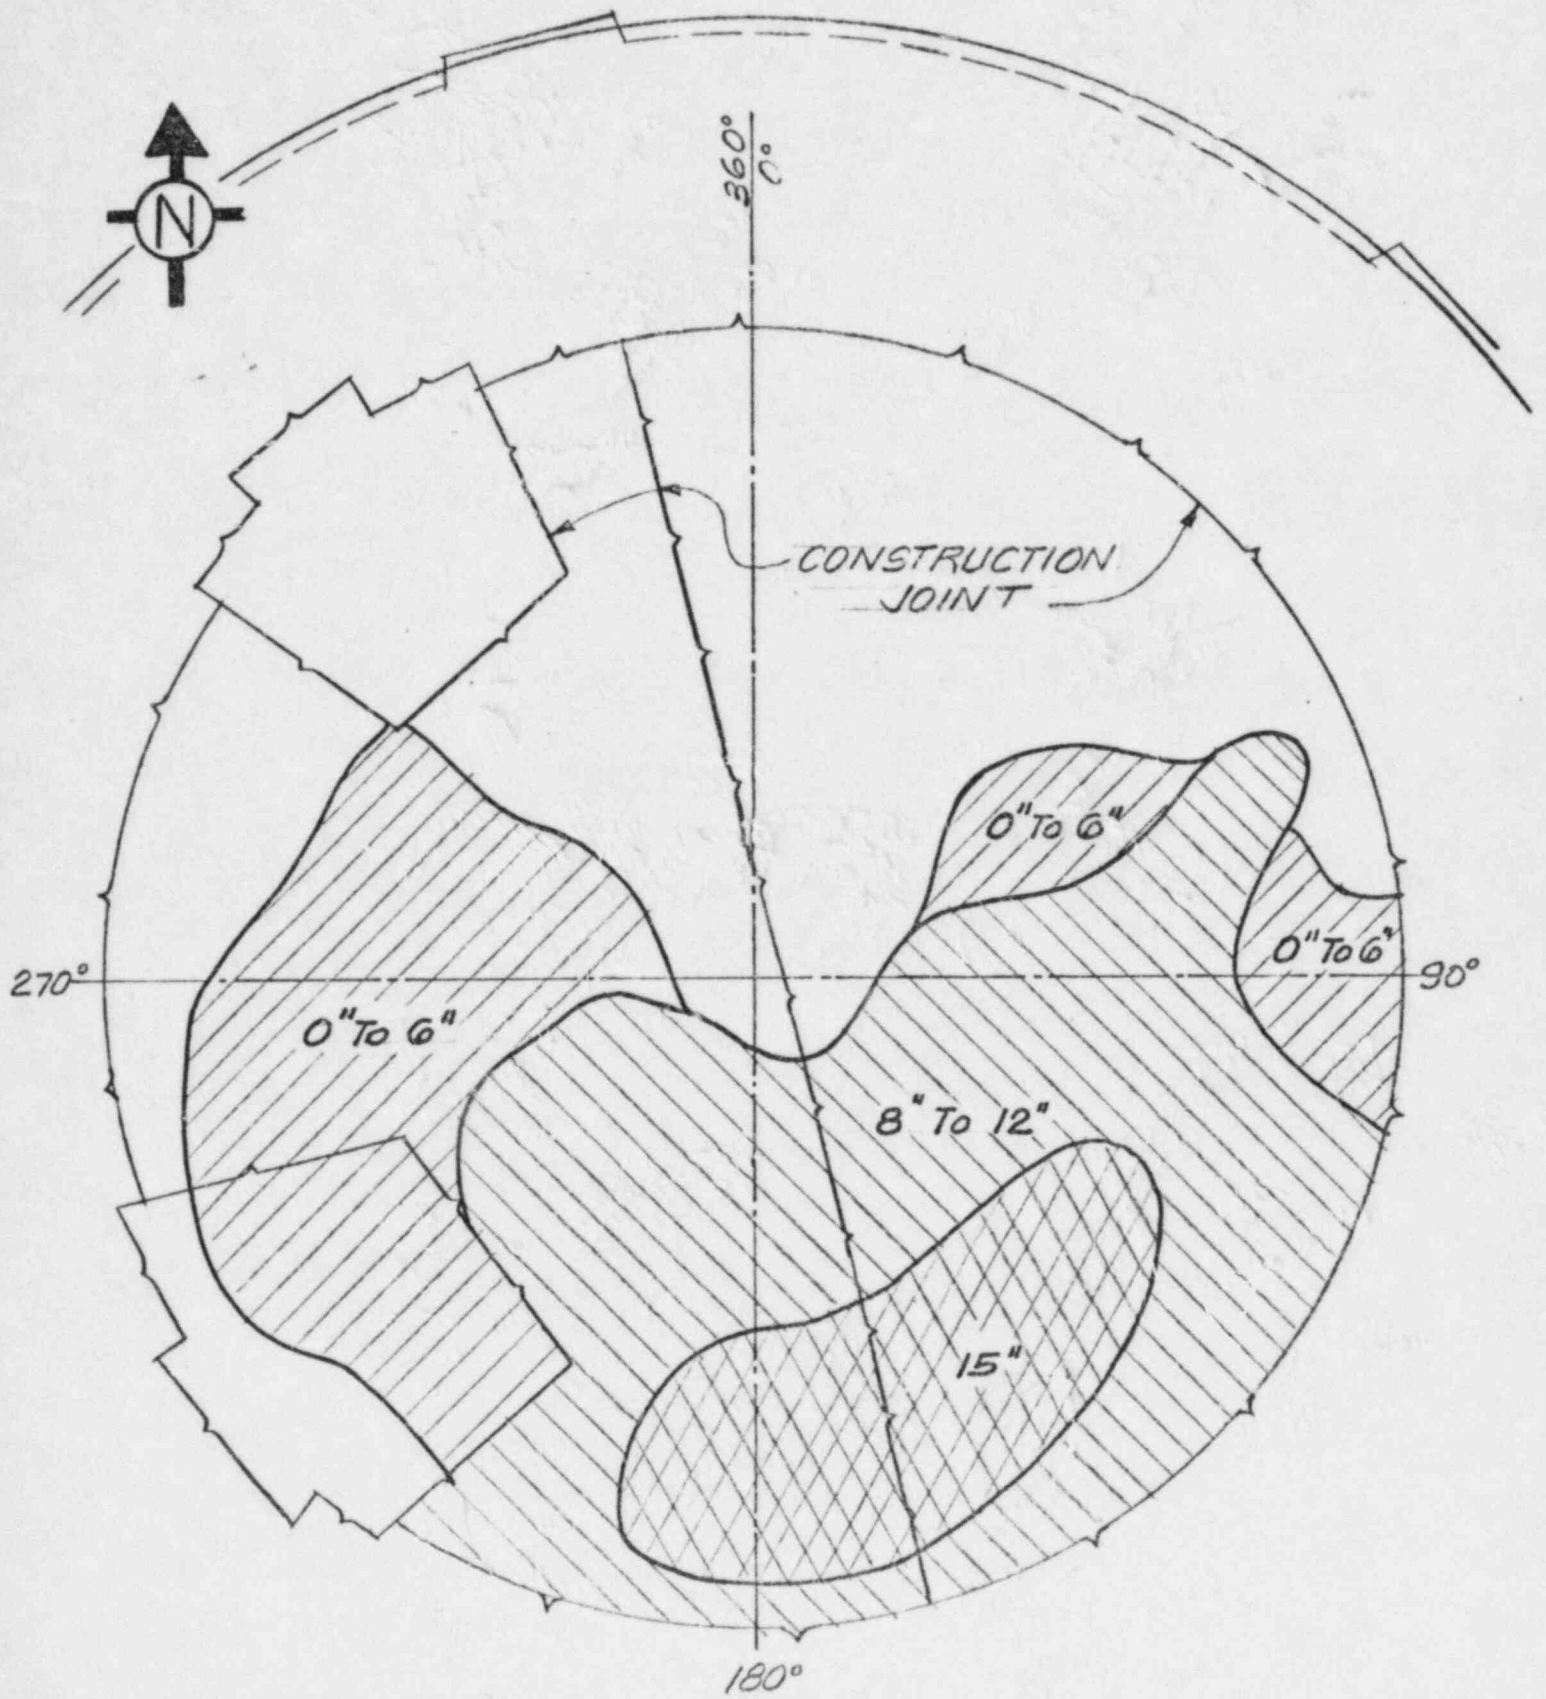 360°
0°
N
CONSTRUCTION
JOINT
0" To 6"
0" To 6"
270°
90°
0" To 6"
8" To 12"
15"
180°